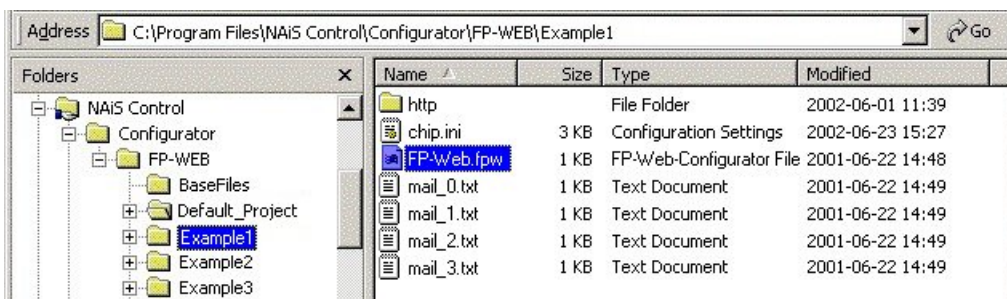 Address C:\Program Files\NAiS Control\Configurator\FP-WEB\Example1 Go
Folders
NAiS Control
Configurator
FP-WEB
BaseFiles
Default_Project
Example1
Example2
Example3
Name Size Type Modified
http File Folder 2002-06-01 11:39
chip.ini 3 KB Configuration Settings 2002-06-23 15:27
FP-Web.fpw 1 KB FP-Web-Configurator File 2001-06-22 14:48
mail_0.txt 1 KB Text Document 2001-06-22 14:49
mail_1.txt 1 KB Text Document 2001-06-22 14:49
mail_2.txt 1 KB Text Document 2001-06-22 14:49
mail_3.txt 1 KB Text Document 2001-06-22 14:49